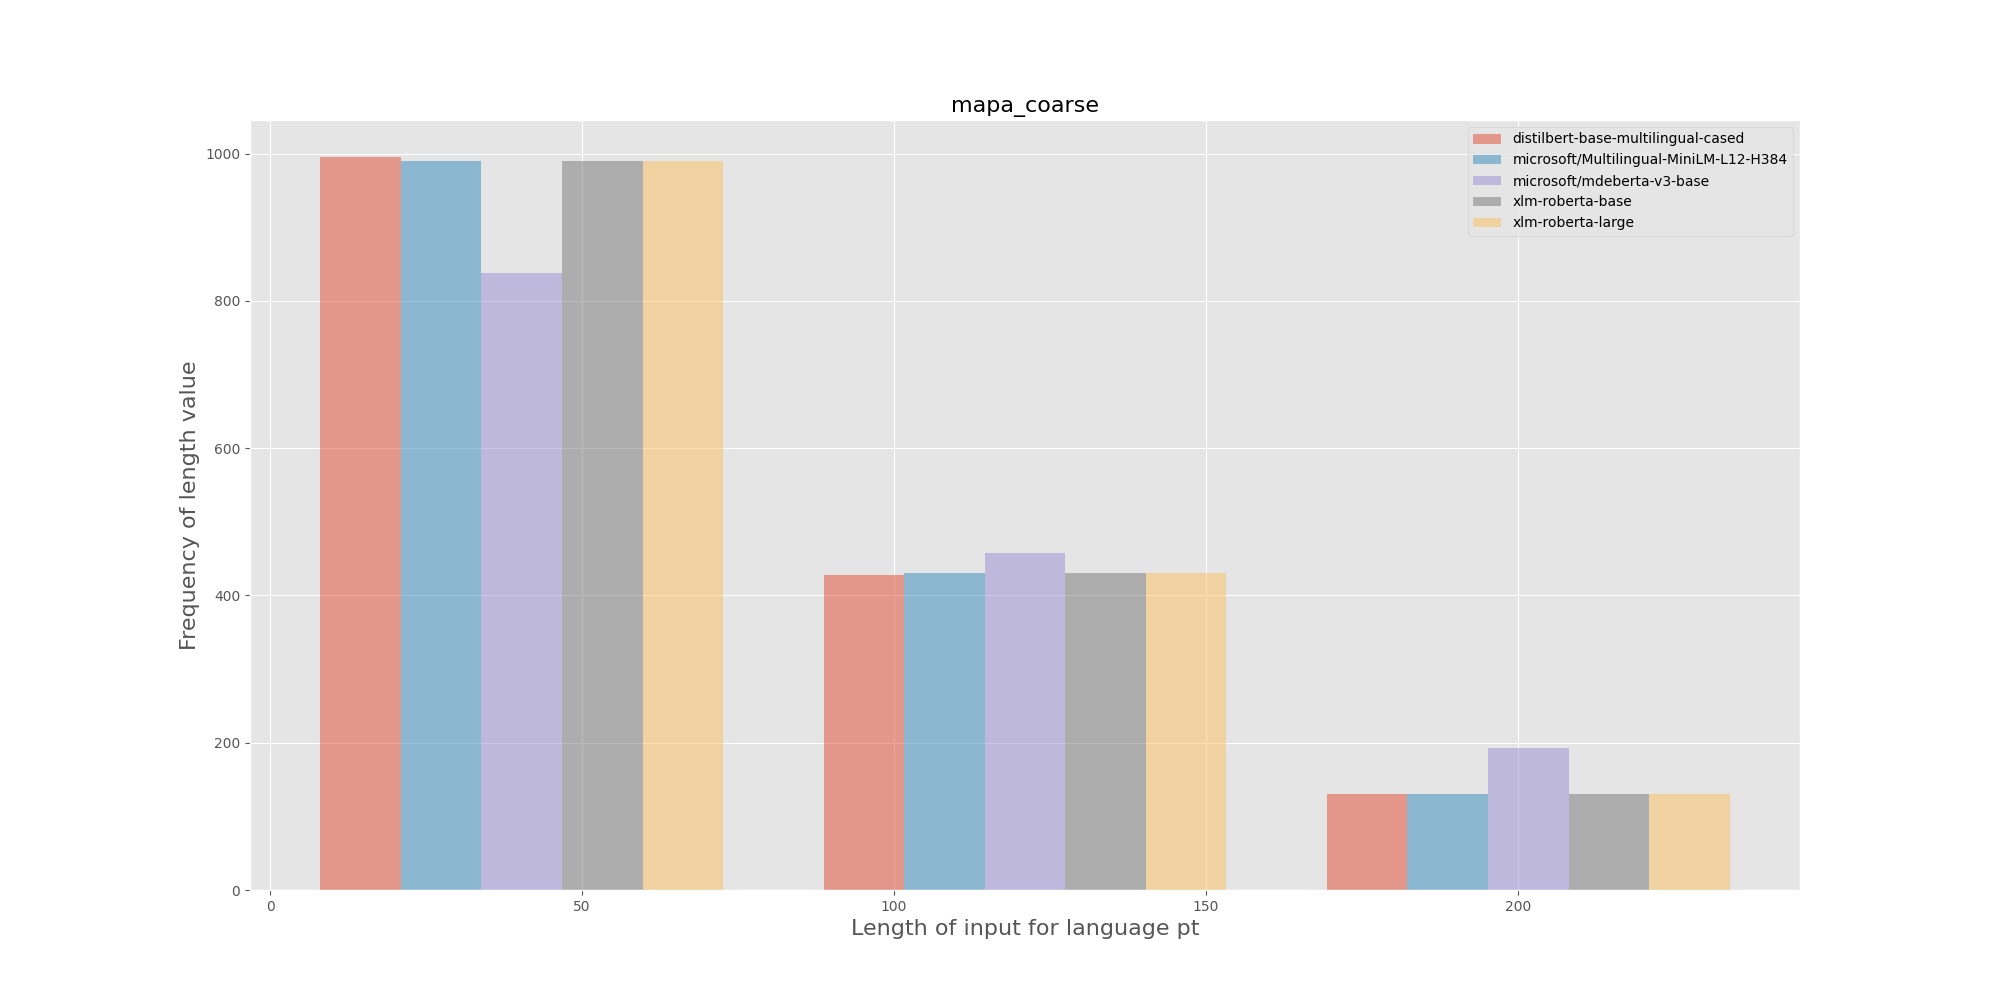 mapa_coarse
distilbert-base-multilingual-cased
microsoft/Multilingual-MiniLM-L12-H384
microsoft/mdeberta-v3-base
xlm-roberta-base
xlm-roberta-large
Frequency of length value
1000
800
600
400
200
0
0 50 100 150 200
Length of input for language pt